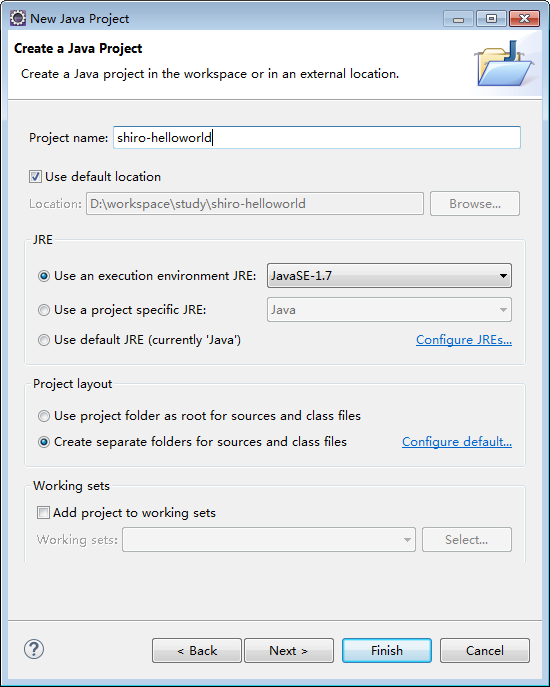 New Java Project
Create a Java Project
Create a Java project in the workspace or in an external location.
Project name: shiro-helloworld
Use default location
Location: D:\workspace\study\shiro-helloworld Browse...
JRE
Use an execution environment JRE: JavaSE-1.7
Use a project specific JRE: Java
Use default JRE (currently 'Java') Configure JREs...
Project layout
Use project folder as root for sources and class files
Create separate folders for sources and class files Configure default...
Working sets
Add project to working sets
Working sets: Select...
? < Back Next > Finish Cancel